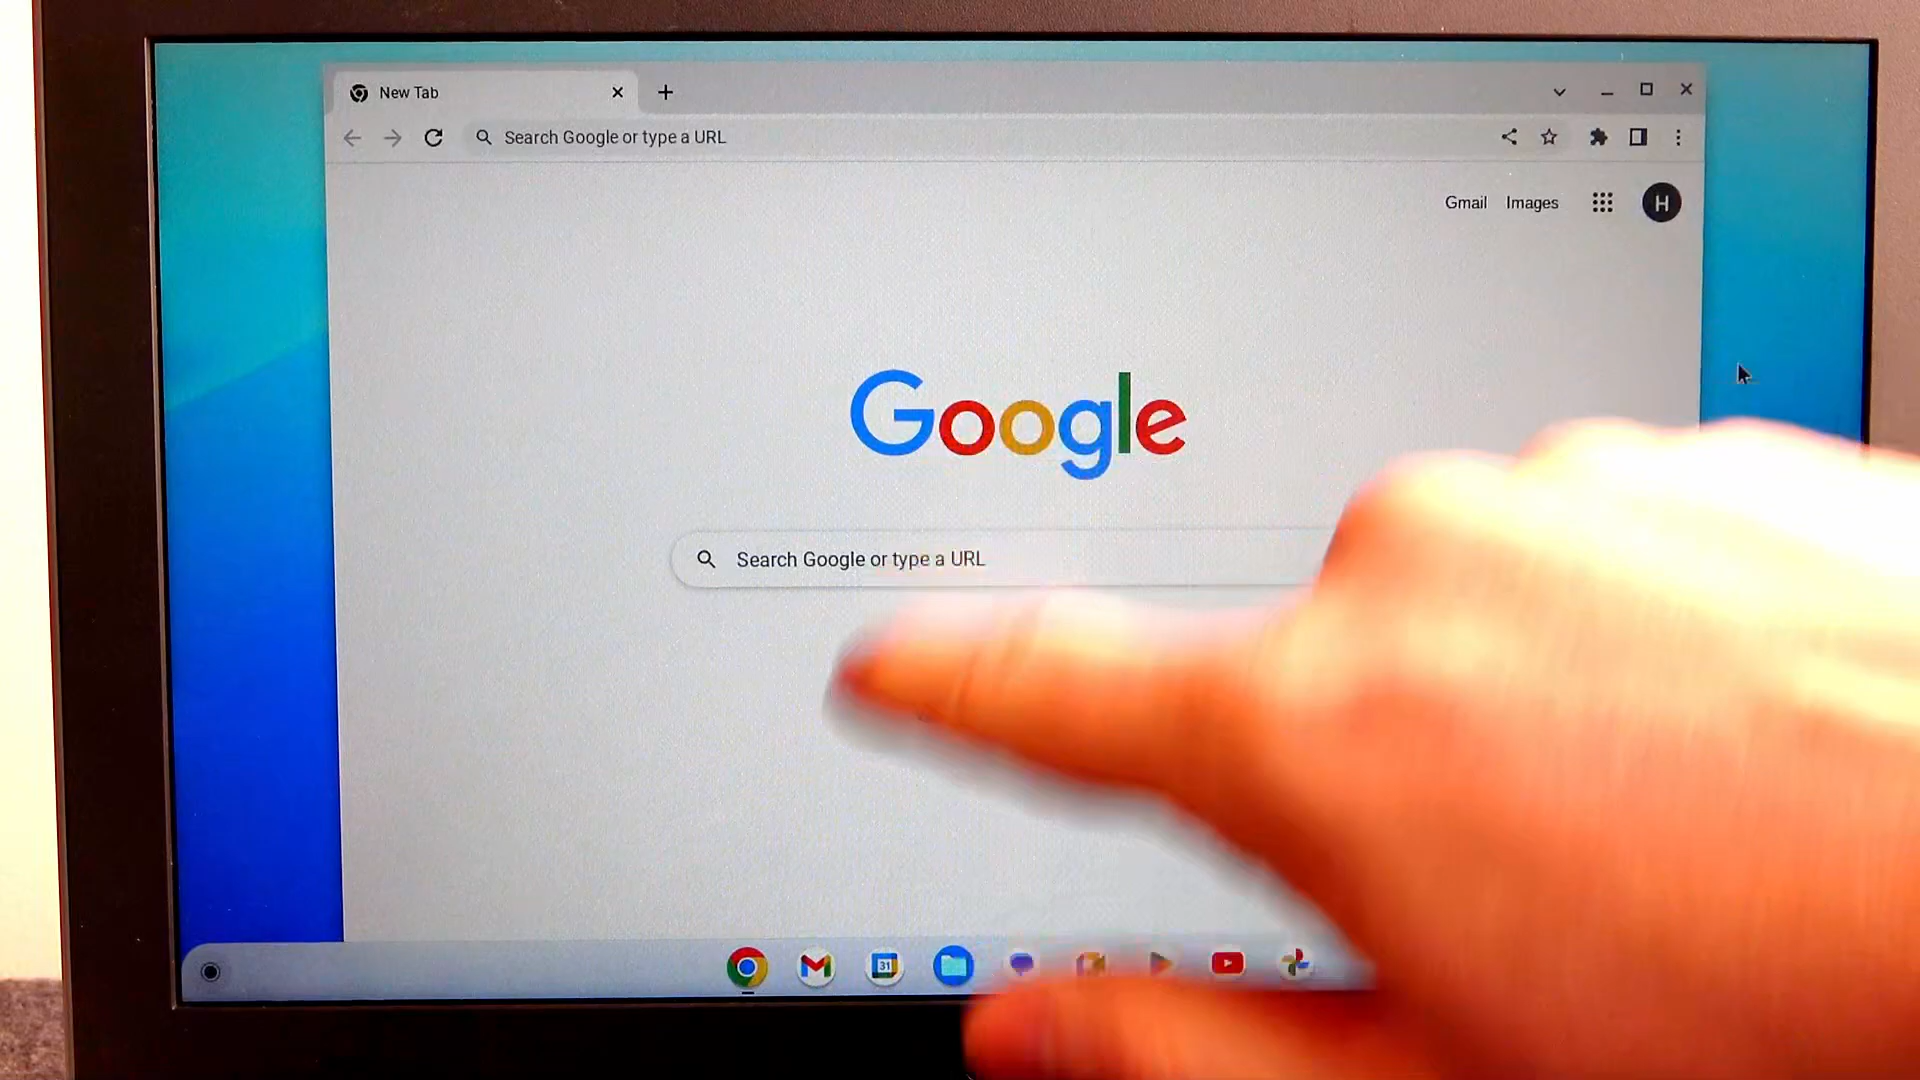 New Tab
Search Google or type a URL
Gmail Images
H
Google
Search Google or type a URL
31